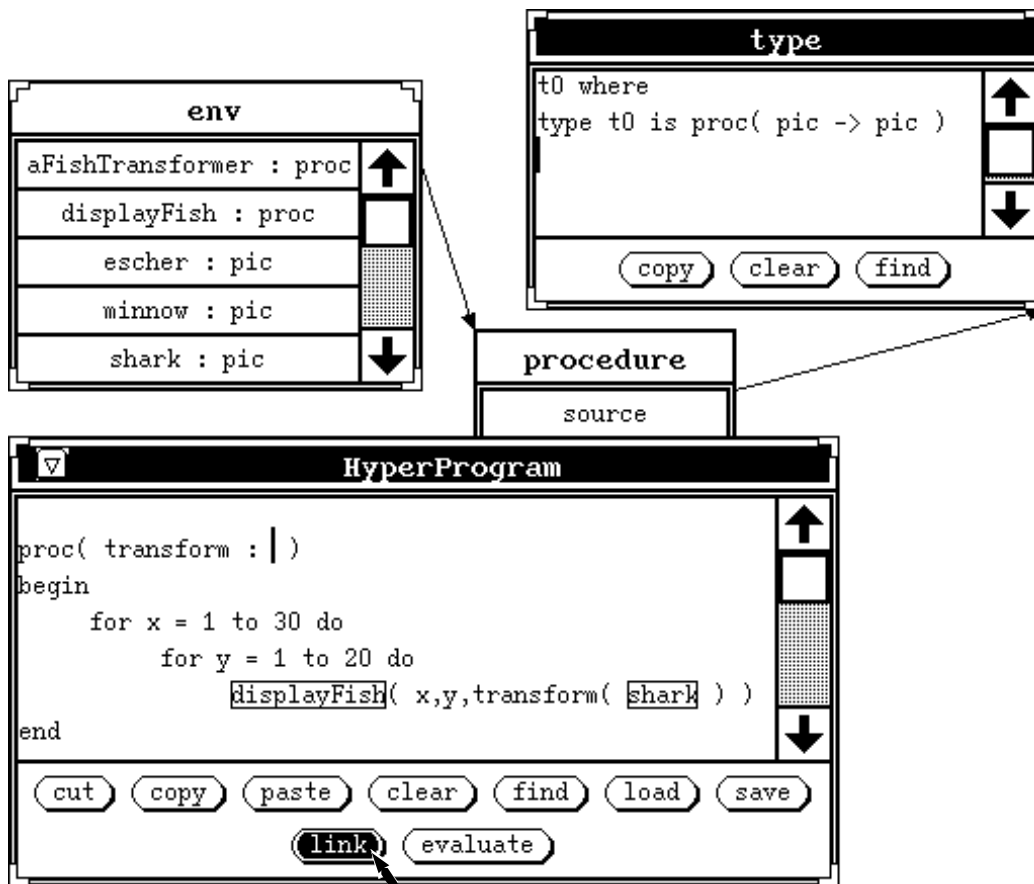 type
t0 where
type t0 is proc( pic -> pic )
copy clear find
env
aFishTransformer : proc
displayFish : proc
escher : pic
minnow : pic
shark : pic
procedure
source
HyperProgram
proc( transform : )
begin
for x = 1 to 30 do
for y = 1 to 20 do
displayFish( x,y,transform( shark ) )
end
cut copy paste clear find load save
link evaluate